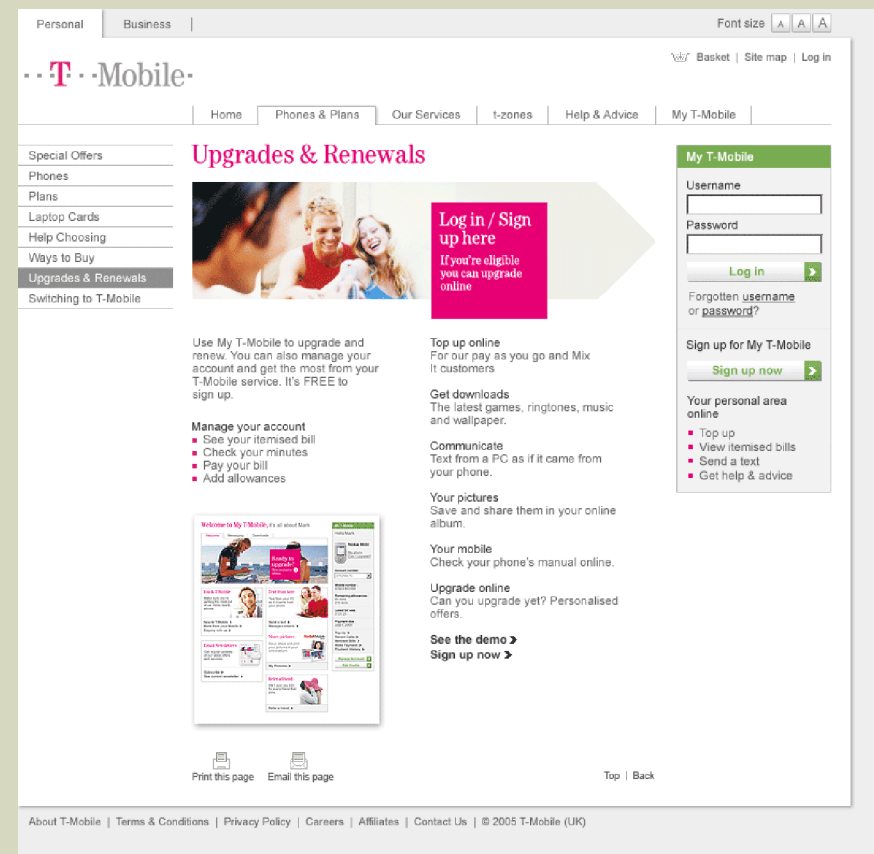 Personal
Business
Font size A A A
Basket | Site map | Log in
T Mobile
Home
Phones & Plans
Our Services
t-zones
Help & Advice
My T-Mobile
Special Offers
Phones
Plans
Laptop Cards
Help Choosing
Ways to Buy
Upgrades & Renewals
Switching to T-Mobile
Upgrades & Renewals
Log in / Sign
up here
If you're eligible
you can upgrade
online
Use My T-Mobile to upgrade and
renew. You can also manage your
account and get the most from your
T-Mobile service. It's FREE to
sign up.
Manage your account
See your itemised bill
Check your minutes
Pay your bill
Add allowances
Welcome to My T-Mobile, it's all about
Ready to
upgrade?
Top up online
For our pay as you go and Mix
It customers
Get downloads
The latest games, ringtones, music
and wallpaper.
Communicate
Text from a PC as if it came from
your phone.
Your pictures
Save and share them in your online
album.
Your mobile
Check your phone's manual online.
Upgrade online
Can you upgrade yet? Personalised
offers.
See the demo
Sign up now
My T-Mobile
Username
Password
Log in
Forgotten username
or password?
Sign up for My T-Mobile
Sign up now
Your personal area
online
Top up
View itemised bills
Send a text
Get help & advice
Print this page
Email this page
Top | Back
About T-Mobile | Terms & Conditions | Privacy Policy | Careers | Affiliates | Contact Us | © 2005 T-Mobile (UK)